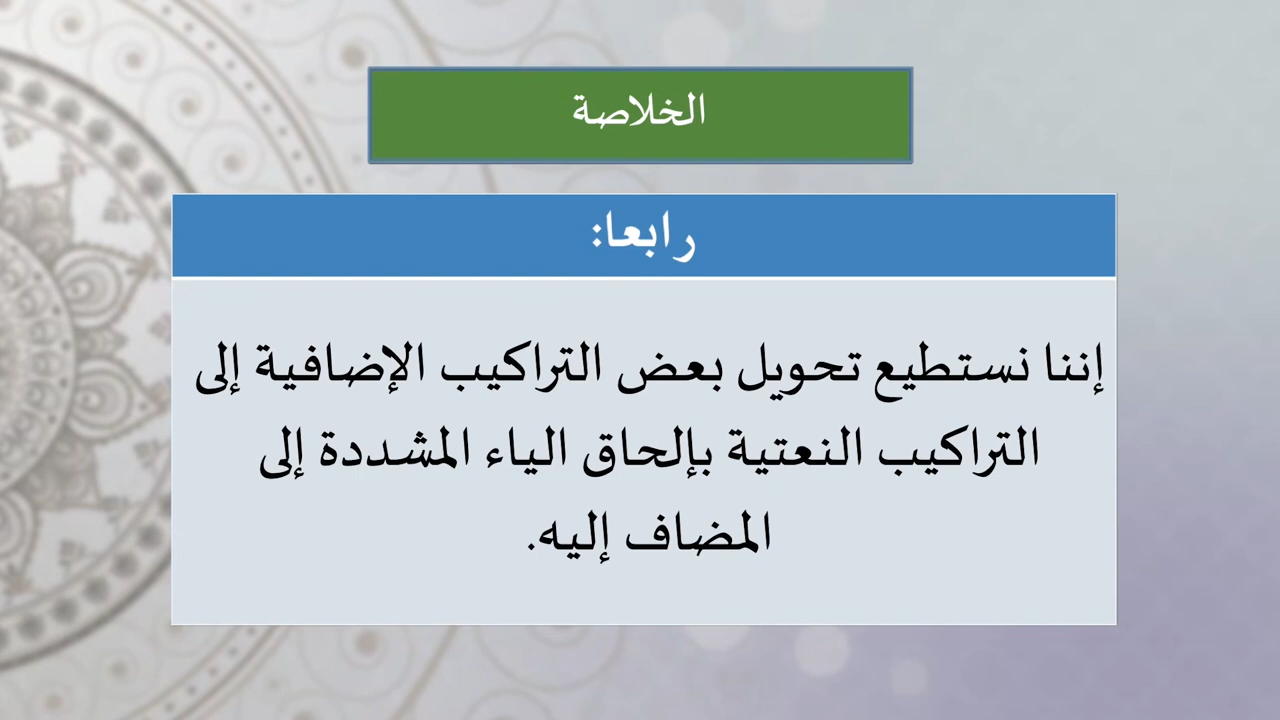 الخلاصة
رابعا:
إننا نستطيع تحويل بعض التراكيب الإضافية إلى
التراكيب النعتية بإلحاق الياء المشددة إلى
المضاف إليه.